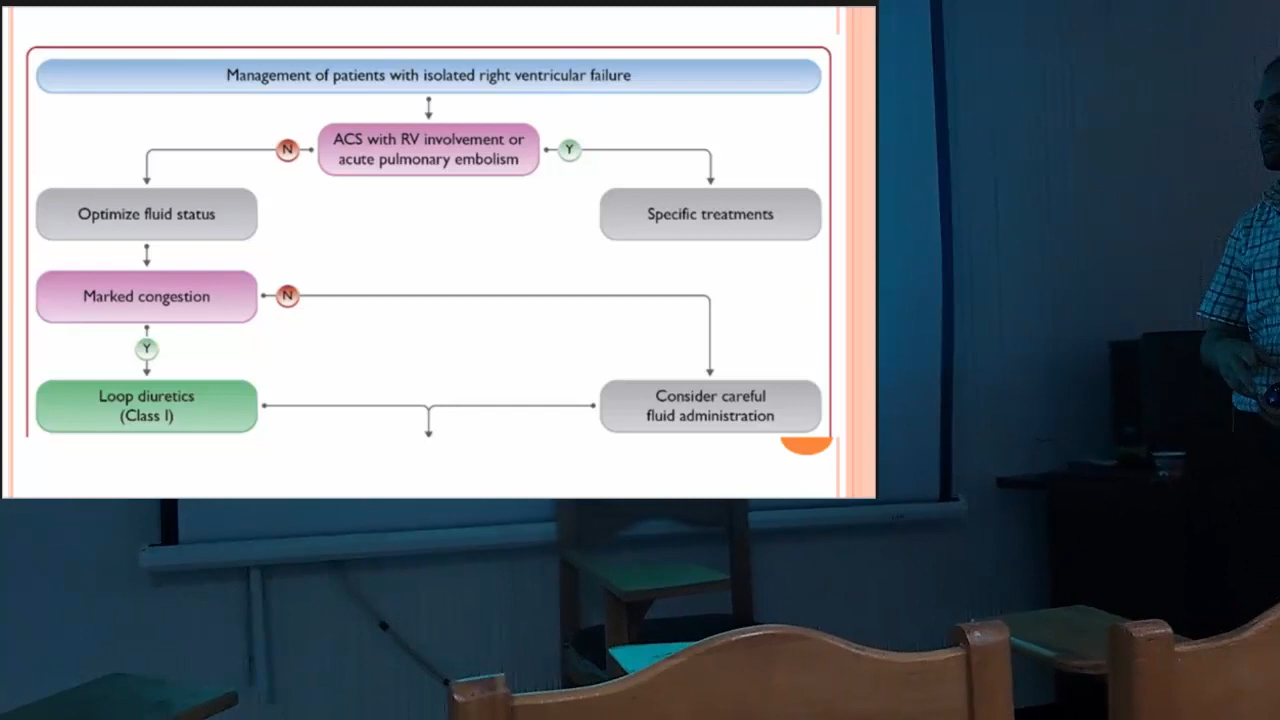 Management of patients with isolated right ventricular failure
ACS with RV involvement or
acute pulmonary embolism
N
Y
Optimize fluid status
Specific treatments
Marked congestion
N
Y
Loop diuretics
(Class I)
Consider careful
fluid administration